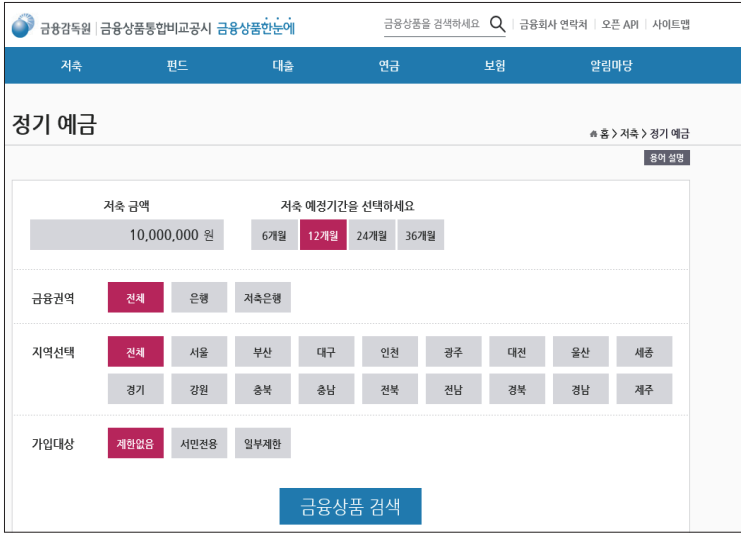 금융감독원 | 금융상품통합비교공시 금융상품한눈에 금융상품을 검색하세요 | 금융회사 연락처 | 오픈 API | 사이트맵
저축 펀드 대출 연금 보험 알림마당
정기 예금
홈 > 저축 > 정기 예금
용어 설명
저축 금액 저축 예정기간을 선택하세요
10,000,000 원 6개월 12개월 24개월 36개월
금융권역 전체 은행 저축은행
지역선택 전체 서울 부산 대구 인천 광주 대전 울산 세종
경기 강원 충북 충남 전북 전남 경북 경남 제주
가입대상 제한없음 서민전용 일부제한
금융상품 검색